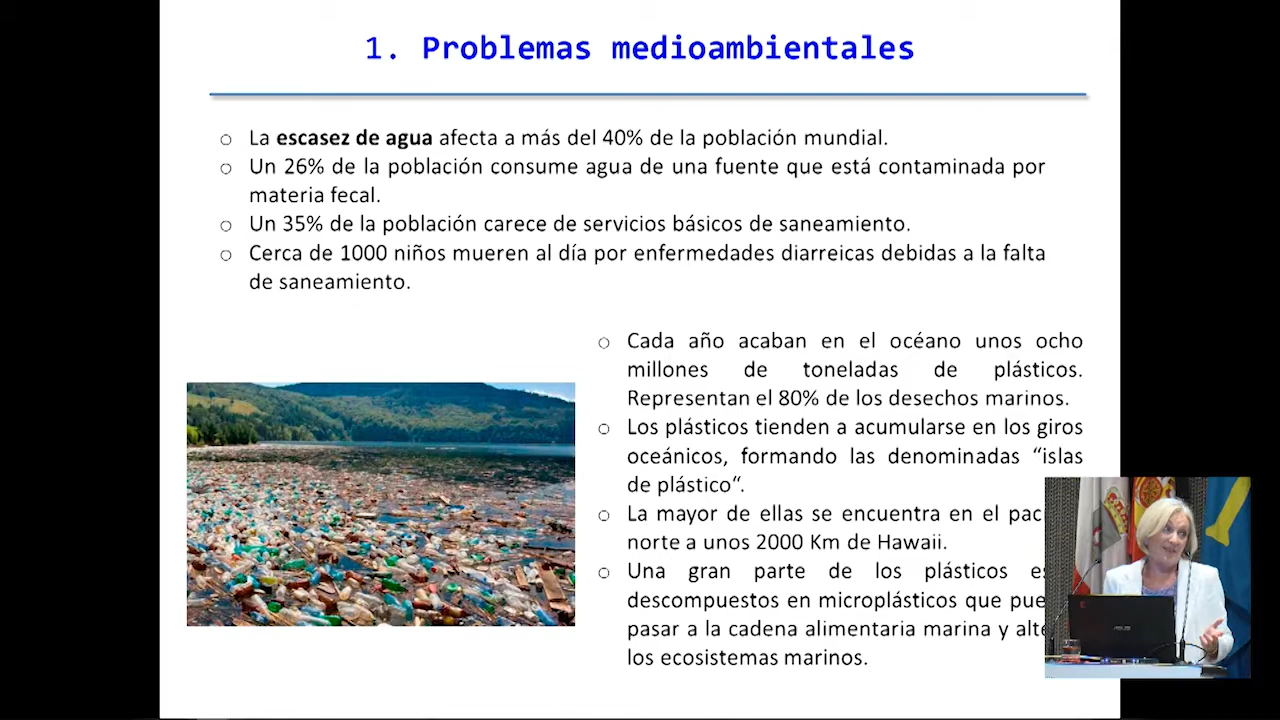 1. Problemas medioambientales
○ La escasez de agua afecta a más del 40% de la población mundial.
○ Un 26% de la población consume agua de una fuente que está contaminada por
materia fecal.
○ Un 35% de la población carece de servicios básicos de saneamiento.
○ Cerca de 1000 niños mueren al día por enfermedades diarreicas debidas a la falta
de saneamiento.
○ Cada año acaban en el océano unos ocho
millones de toneladas de plásticos.
Representan el 80% de los desechos marinos.
○ Los plásticos tienden a acumularse en los giros
oceánicos, formando las denominadas “islas
de plástico“.
○ La mayor de ellas se encuentra en el
norte a unos 2000 Km de Hawaii.
○ Una gran parte de los plásticos
descompuestos en microplásticos que
pasar a la cadena alimentaria marina y
los ecosistemas marinos.
ASUS